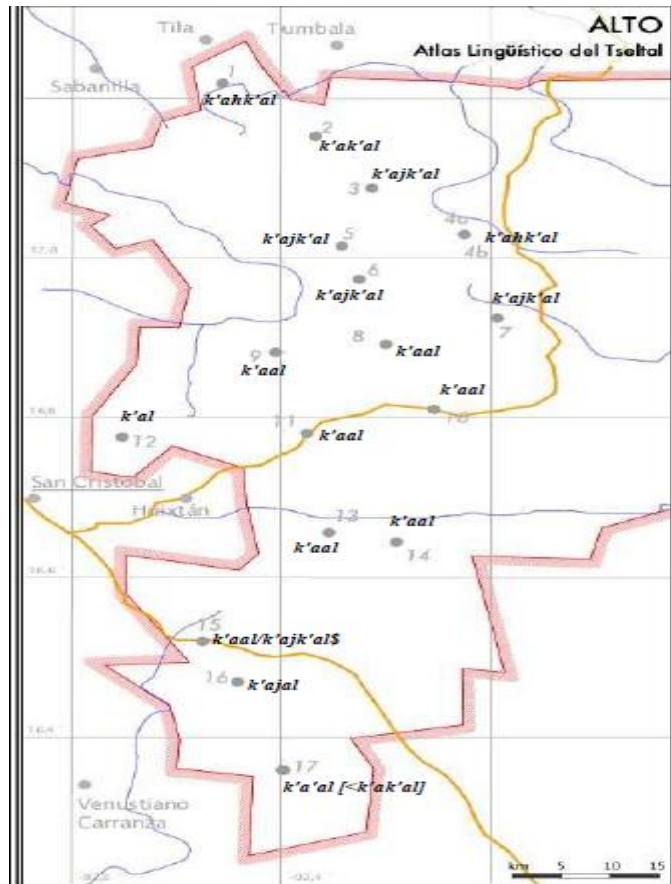 ALTO
Atlas Lingüístico del Tseltal
Tila
Tumbala
Sabanilla
1
k'ahk'al
2
k'ak'al
k'ajk'al
3
k'ajk'al
5
4a
k'ahk'al
4b
6
k'ajk'al
k'ajk'al
7
8
k'aal
9
k'aal
k'aal
10
k'al
12
11
k'aal
San Cristobal
Huixtán
13
k'aal
k'aal
14
15
k'aal/k'ajk'al$
16
k'ajal
17
k'a'al [<k'ak'al]
Venustiano
Carranza
km 5 10 15